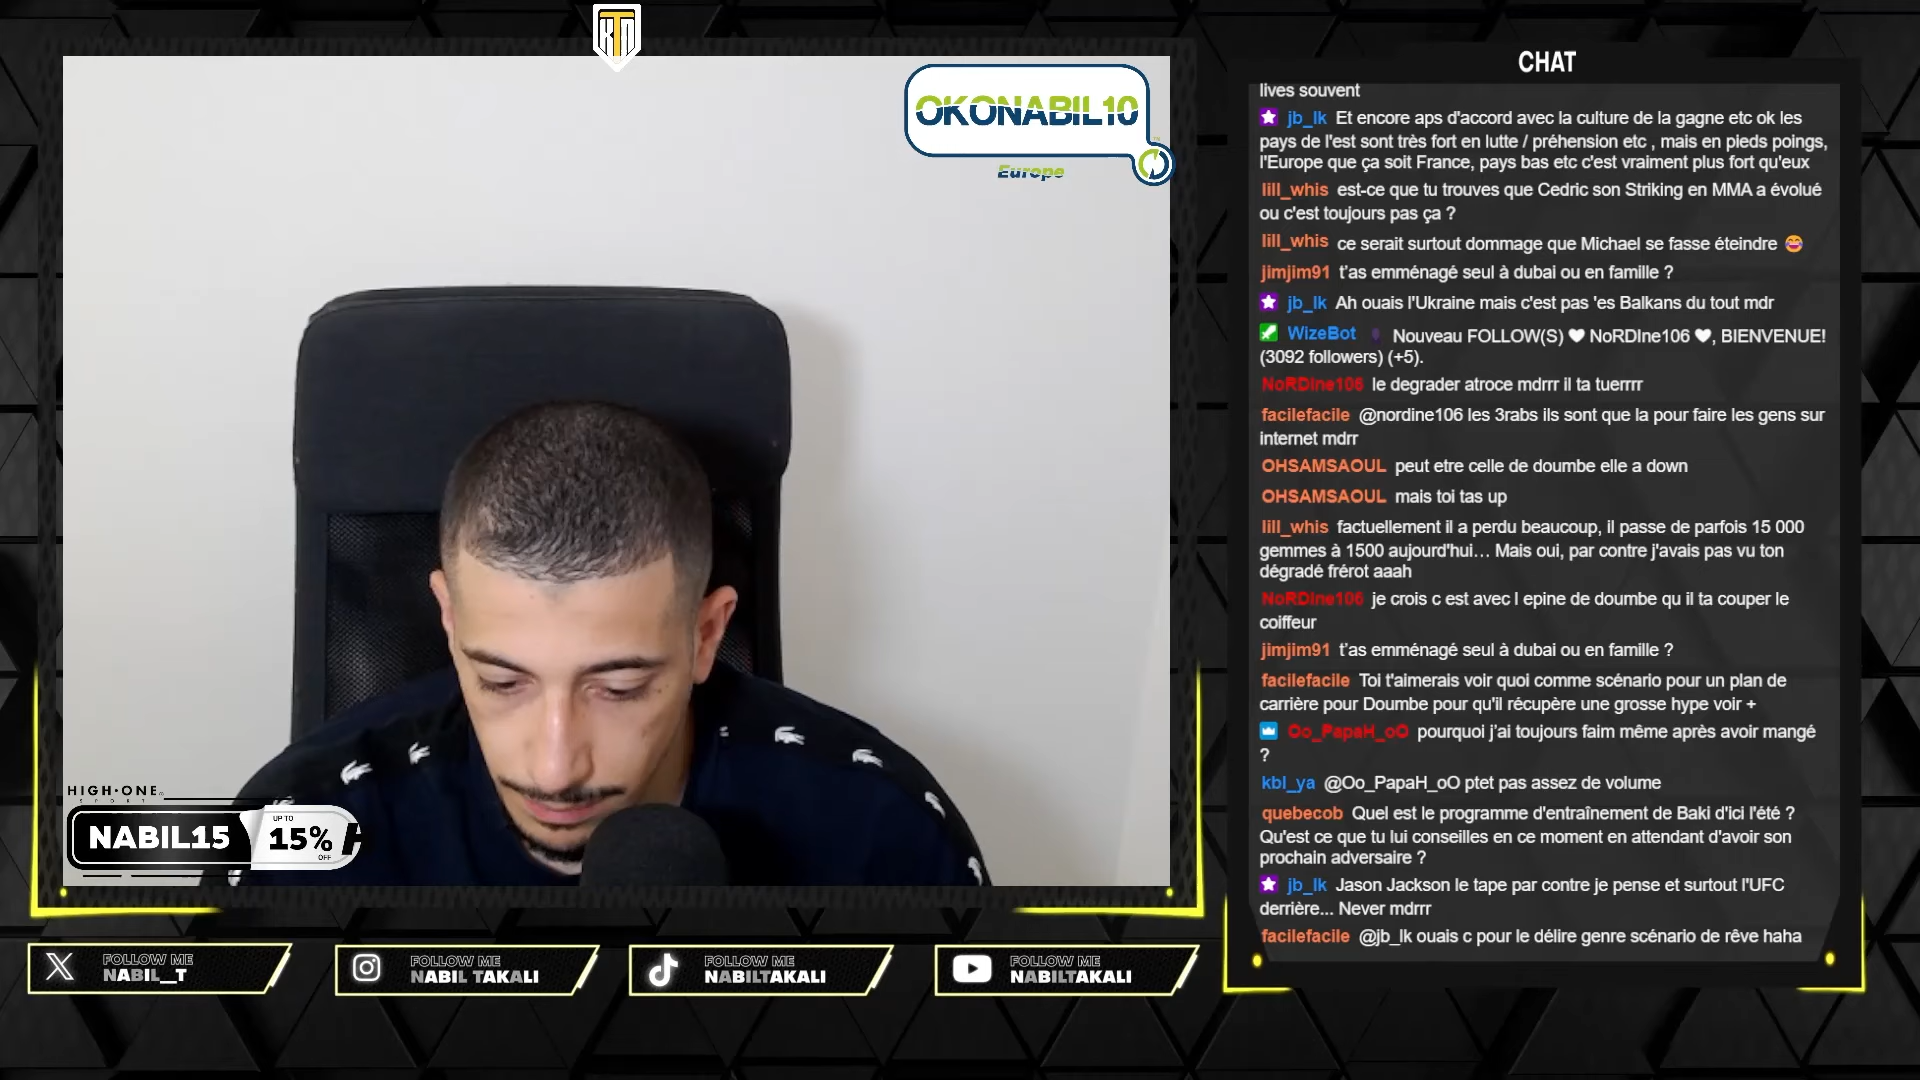 KTN
OKONABIL10
Europe
HIGH·ONE
SPORT
NABIL15
UP TO
15%
OFF
H
FOLLOW ME
NABIL_T
FOLLOW ME
NABIL TAKALI
FOLLOW ME
NABILTAKALI
FOLLOW ME
NABILTAKALI
CHAT
lives souvent
jb_lk Et encore aps d'accord avec la culture de la gagne etc ok les
pays de l'est sont très fort en lutte / préhension etc , mais en pieds poings,
l'Europe que ça soit France, pays bas etc c'est vraiment plus fort qu'eux
lill_whis est-ce que tu trouves que Cedric son Striking en MMA a évolué
ou c'est toujours pas ça ?
lill_whis ce serait surtout dommage que Michael se fasse éteindre 😂
jimjim91 t'as emménagé seul à dubai ou en famille ?
jb_lk Ah ouais l'Ukraine mais c'est pas 'es Balkans du tout mdr
WizeBot Nouveau FOLLOW(S) ♥ NoRDIne106 ♥, BIENVENUE!
(3092 followers) (+5).
NoRDIne106 le degrader atroce mdrrr il ta tuerrrr
facilefacile @nordine106 les 3rabs ils sont que la pour faire les gens sur
internet mdrr
OHSAMSAOUL peut etre celle de doumbe elle a down
OHSAMSAOUL mais toi tas up
lill_whis factuellement il a perdu beaucoup, il passe de parfois 15 000
gemmes à 1500 aujourd'hui… Mais oui, par contre j'avais pas vu ton
dégradé frérot aaah
NoRDIne106 je crois c est avec l epine de doumbe qu il ta couper le
coiffeur
jimjim91 t'as emménagé seul à dubai ou en famille ?
facilefacile Toi t'aimerais voir quoi comme scénario pour un plan de
carrière pour Doumbe pour qu'il récupère une grosse hype voir +
Oo_PapaH_oO pourquoi j'ai toujours faim même après avoir mangé
?
kbl_ya @Oo_PapaH_oO ptet pas assez de volume
quebecob Quel est le programme d'entraînement de Baki d'ici l'été ?
Qu'est ce que tu lui conseilles en ce moment en attendant d'avoir son
prochain adversaire ?
jb_lk Jason Jackson le tape par contre je pense et surtout l'UFC
derrière... Never mdrrr
facilefacile @jb_lk ouais c pour le délire genre scénario de rêve haha